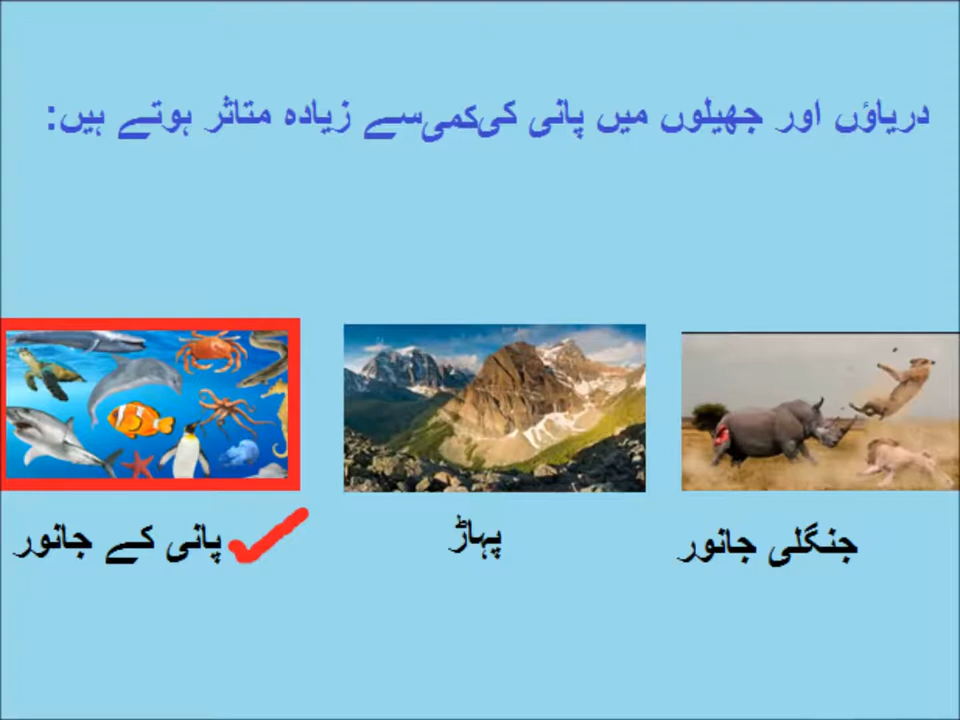 دریاؤں اور جھیلوں میں پانی کی کمی سے زیادہ متاثر ہوتے ہیں:
جنگلی جانور
پہاڑ
پانی کے جانور